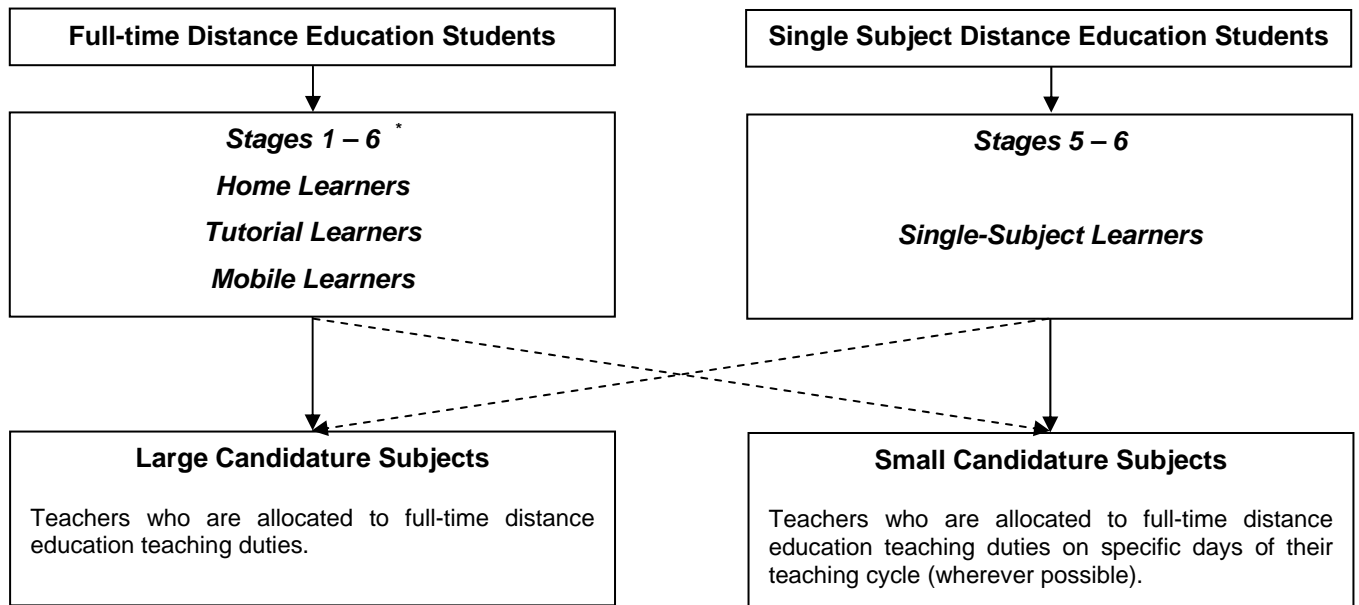 Full-time Distance Education Students
Single Subject Distance Education Students
Stages 1 – 6 *
Home Learners
Tutorial Learners
Mobile Learners
Stages 5 – 6
Single-Subject Learners
Large Candidature Subjects
Teachers who are allocated to full-time distance
education teaching duties.
Small Candidature Subjects
Teachers who are allocated to full-time distance
education teaching duties on specific days of their
teaching cycle (wherever possible).